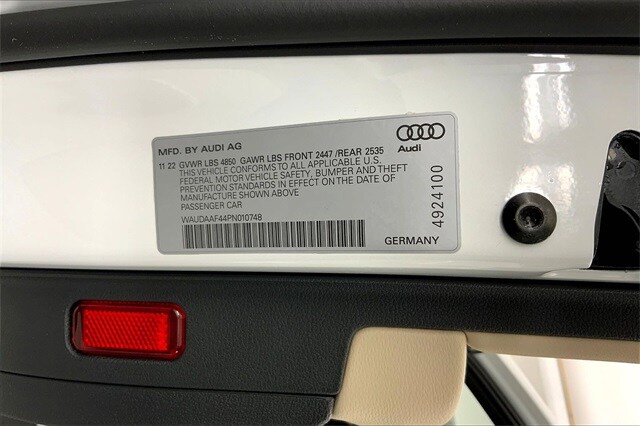 MFD. BY AUDI AG
Audi
11 22 GVWR LBS 4850 GAWR LBS FRONT 2447 /REAR 2535
THIS VEHICLE CONFORMS TO ALL APPLICABLE U.S.
FEDERAL MOTOR VEHICLE SAFETY, BUMPER AND THEFT
PREVENTION STANDARDS IN EFFECT ON THE DATE OF
MANUFACTURE SHOWN ABOVE
PASSENGER CAR
WAUDAAF44PN010748
4924100
GERMANY